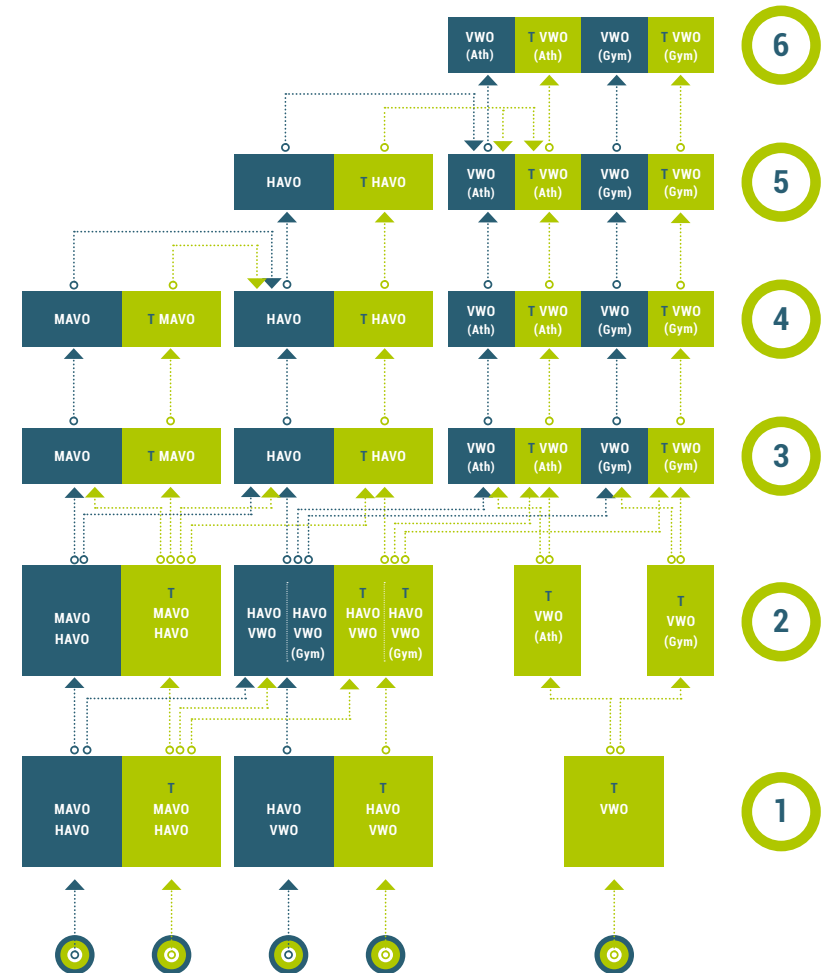 VWO
(Ath)
T VWO
(Ath)
VWO
(Gym)
T VWO
(Gym)
6
HAVO
T HAVO
VWO
(Ath)
T VWO
(Ath)
VWO
(Gym)
T VWO
(Gym)
5
MAVO
T MAVO
HAVO
T HAVO
VWO
(Ath)
T VWO
(Ath)
VWO
(Gym)
T VWO
(Gym)
4
MAVO
T MAVO
HAVO
T HAVO
VWO
(Ath)
T VWO
(Ath)
VWO
(Gym)
T VWO
(Gym)
3
MAVO
HAVO
T
MAVO
HAVO
HAVO
VWO
HAVO
VWO
(Gym)
T
HAVO
VWO
T
HAVO
VWO
(Gym)
T
VWO
(Ath)
T
VWO
(Gym)
2
MAVO
HAVO
T
MAVO
HAVO
HAVO
VWO
T
HAVO
VWO
T
VWO
1